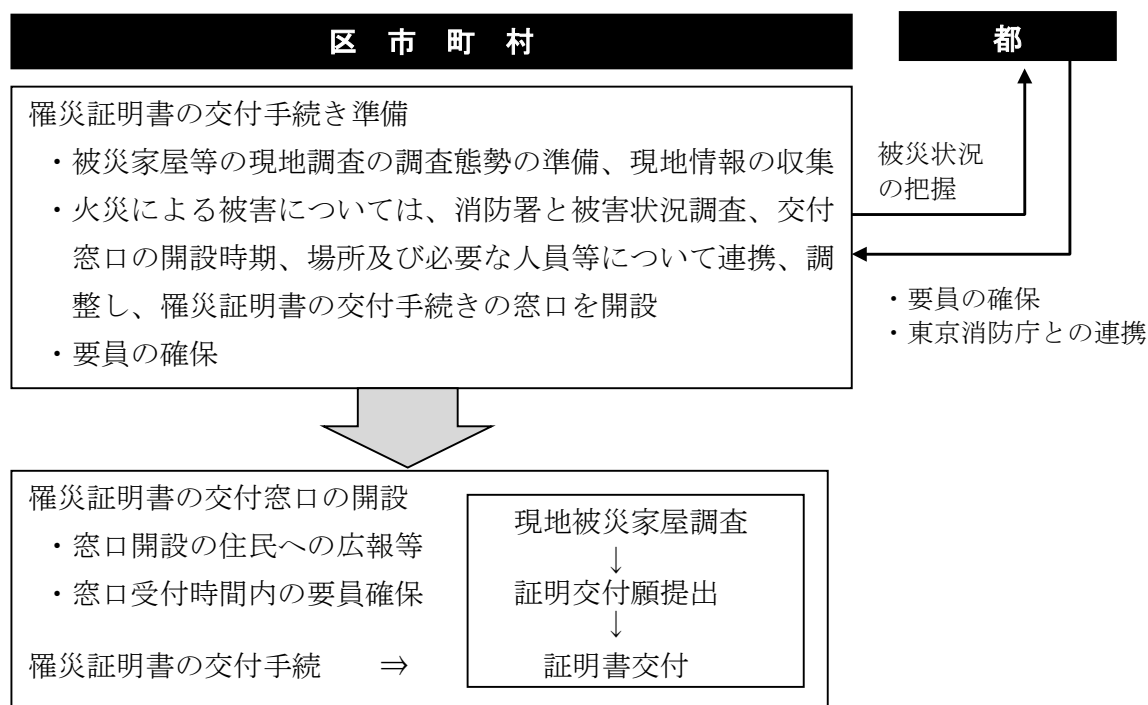 区市町村
都
罹災証明書の交付手続き準備
・被災家屋等の現地調査の調査態勢の準備、現地情報の収集
・火災による被害については、消防署と被害状況調査、交付
窓口の開設時期、場所及び必要な人員等について連携、調
整し、罹災証明書の交付手続きの窓口を開設
・要員の確保
被災状況
の把握
・要員の確保
・東京消防庁との連携
罹災証明書の交付窓口の開設
・窓口開設の住民への広報等
・窓口受付時間内の要員確保
罹災証明書の交付手続　⇒
現地被災家屋調査
↓
証明交付願提出
↓
証明書交付